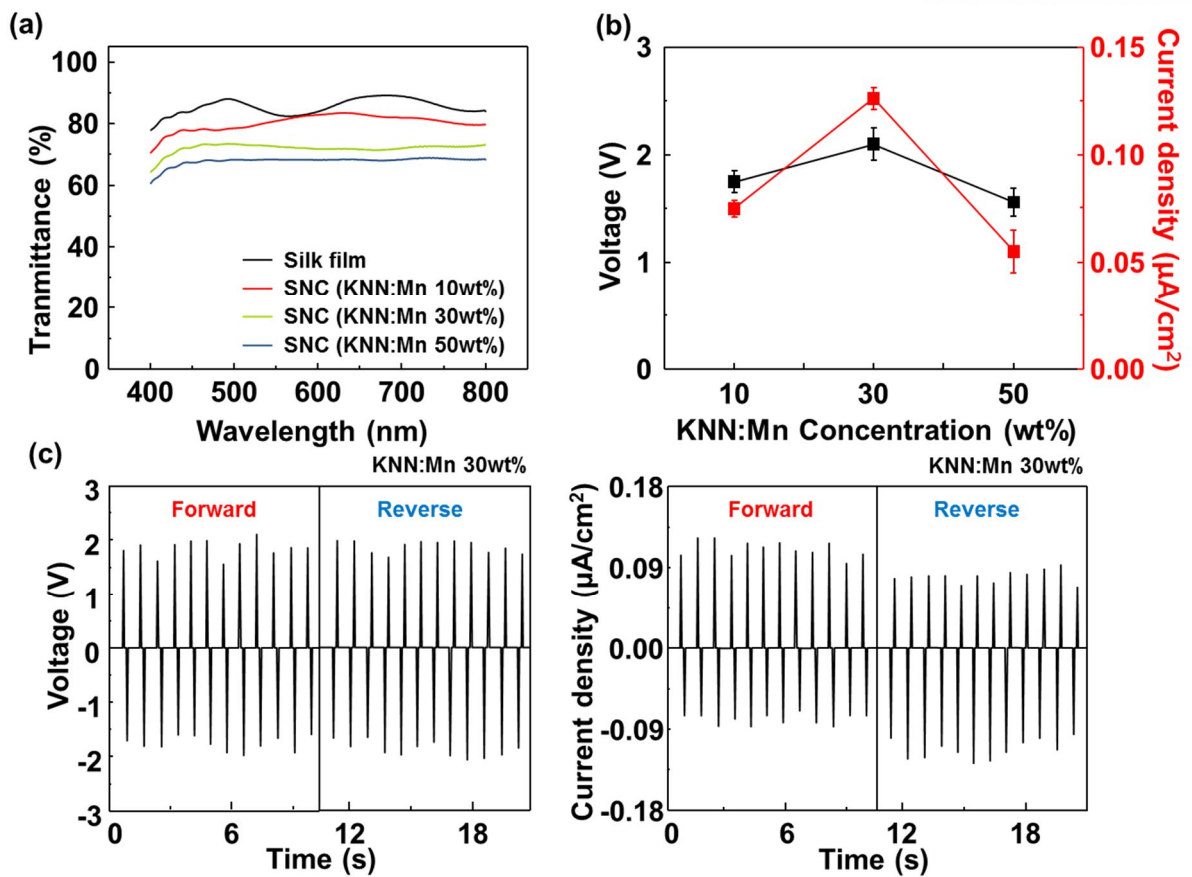 (a)
100
80
60
40
20
0
Tranmittance (%)
Silk film
SNC (KNN:Mn 10wt%)
SNC (KNN:Mn 30wt%)
SNC (KNN:Mn 50wt%)
400 500 600 700 800
Wavelength (nm)
(b)
3
2
1
0
Voltage (V)
0.15
0.10
0.05
0.00
Current density (μA/cm²)
10 30 50
KNN:Mn Concentration (wt%)
(c)
KNN:Mn 30wt%
3
2
1
0
-1
-2
-3
Voltage (V)
Forward Reverse
0 6 12 18
Time (s)
KNN:Mn 30wt%
0.18
0.09
0.00
-0.09
-0.18
Current density (μA/cm²)
Forward Reverse
0 6 12 18
Time (s)